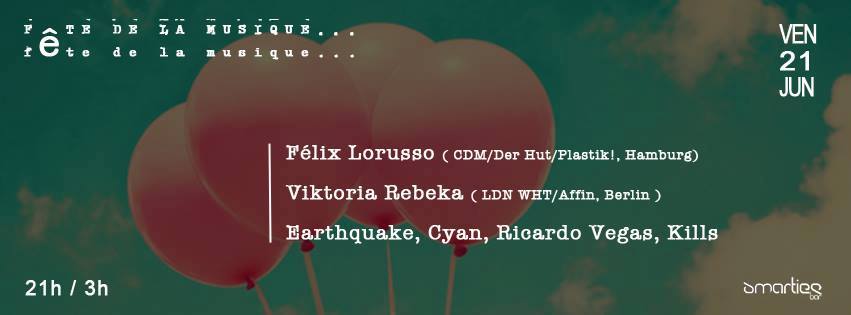 FÊTE DE LA MUSIQUE...
fête de la musique...
VEN
21
JUN
Félix Lorusso ( CDM/Der Hut/Plastik!, Hamburg)
Viktoria Rebeka ( LDN WHT/Affin, Berlin )
Earthquake, Cyan, Ricardo Vegas, Kills
21h / 3h
smarties
bar